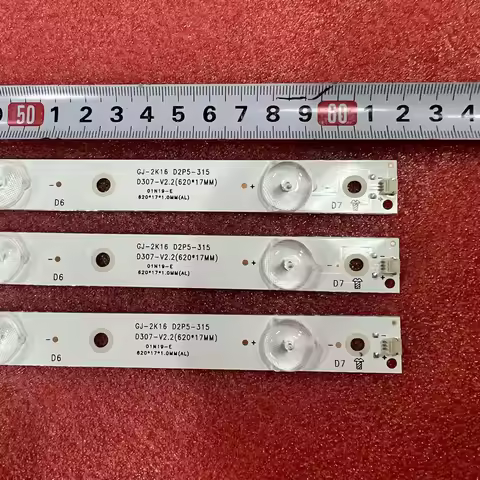 0 50 1 2 3 4 5 6 7 8 9 60 1 2 3 4
GJ-2K16 D2P5-315
D307-V2.2(620*17MM)
01N19-E
620*17*1.0MM(AL)
- +
D6 D7
GJ-2K16 D2P5-315
D307-V2.2(620*17MM)
01N19-E
620*17*1.0MM(AL)
- + -
D6 D7
GJ-2K16 D2P5-315
D307-V2.2(620*17MM)
01N19-E
620*17*1.0MM(AL)
- + -
D6 D7